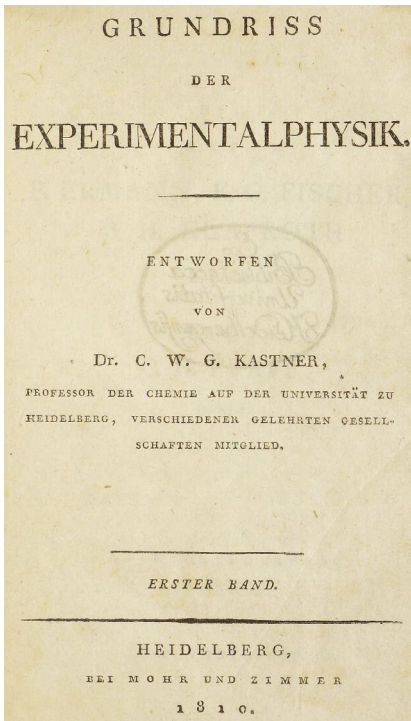 GRUNDRISS
DER
EXPERIMENTALPHYSIK.
ENTWORFEN
VON
Dr. C. W. G. KASTNER,
PROFESSOR DER CHEMIE AUF DER UNIVERSITÄT ZU
HEIDELBERG, VERSCHIEDENER GELEHRTEN GESELL-
SCHAFTEN MITGLIED.
ERSTER BAND.
HEIDELBERG,
BEI MOHR UND ZIMMER
1810.